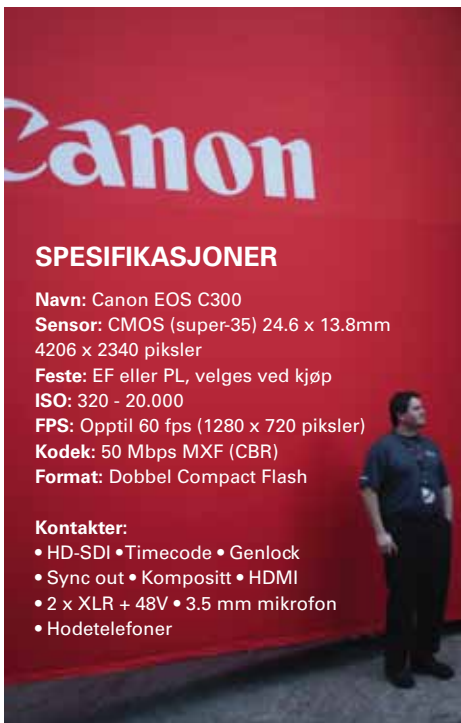 Canon
SPESIFIKASJONER
Navn: Canon EOS C300
Sensor: CMOS (super-35) 24.6 x 13.8mm
4206 x 2340 piksler
Feste: EF eller PL, velges ved kjøp
ISO: 320 - 20.000
FPS: Opptil 60 fps (1280 x 720 piksler)
Kodek: 50 Mbps MXF (CBR)
Format: Dobbel Compact Flash
Kontakter:
• HD-SDI •Timecode • Genlock
• Sync out • Kompositt • HDMI
• 2 x XLR + 48V • 3.5 mm mikrofon
• Hodetelefoner